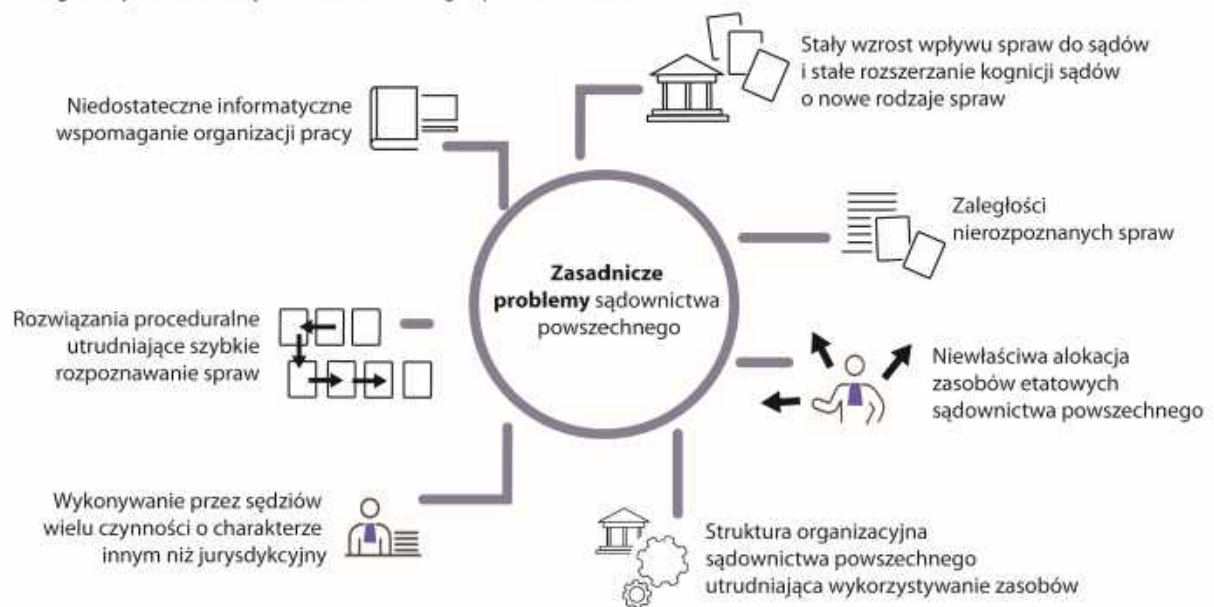 Stały wzrost wpływu spraw do sądów
i stałe rozszerzanie kognicji sądów
o nowe rodzaje spraw
Niedostateczne informatyczne
wspomaganie organizacji pracy
Zaległości
nierozpoznanych spraw
Zasadnicze
problemy sądownictwa
powszechnego
Rozwiązania proceduralne
utrudniające szybkie
rozpoznawanie spraw
Niewłaściwa alokacja
zasobów etatowych
sądownictwa powszechnego
Wykonywanie przez sędziów
wielu czynności o charakterze
innym niż jurysdykcyjny
Struktura organizacyjna
sądownictwa powszechnego
utrudniająca wykorzystywanie zasobów